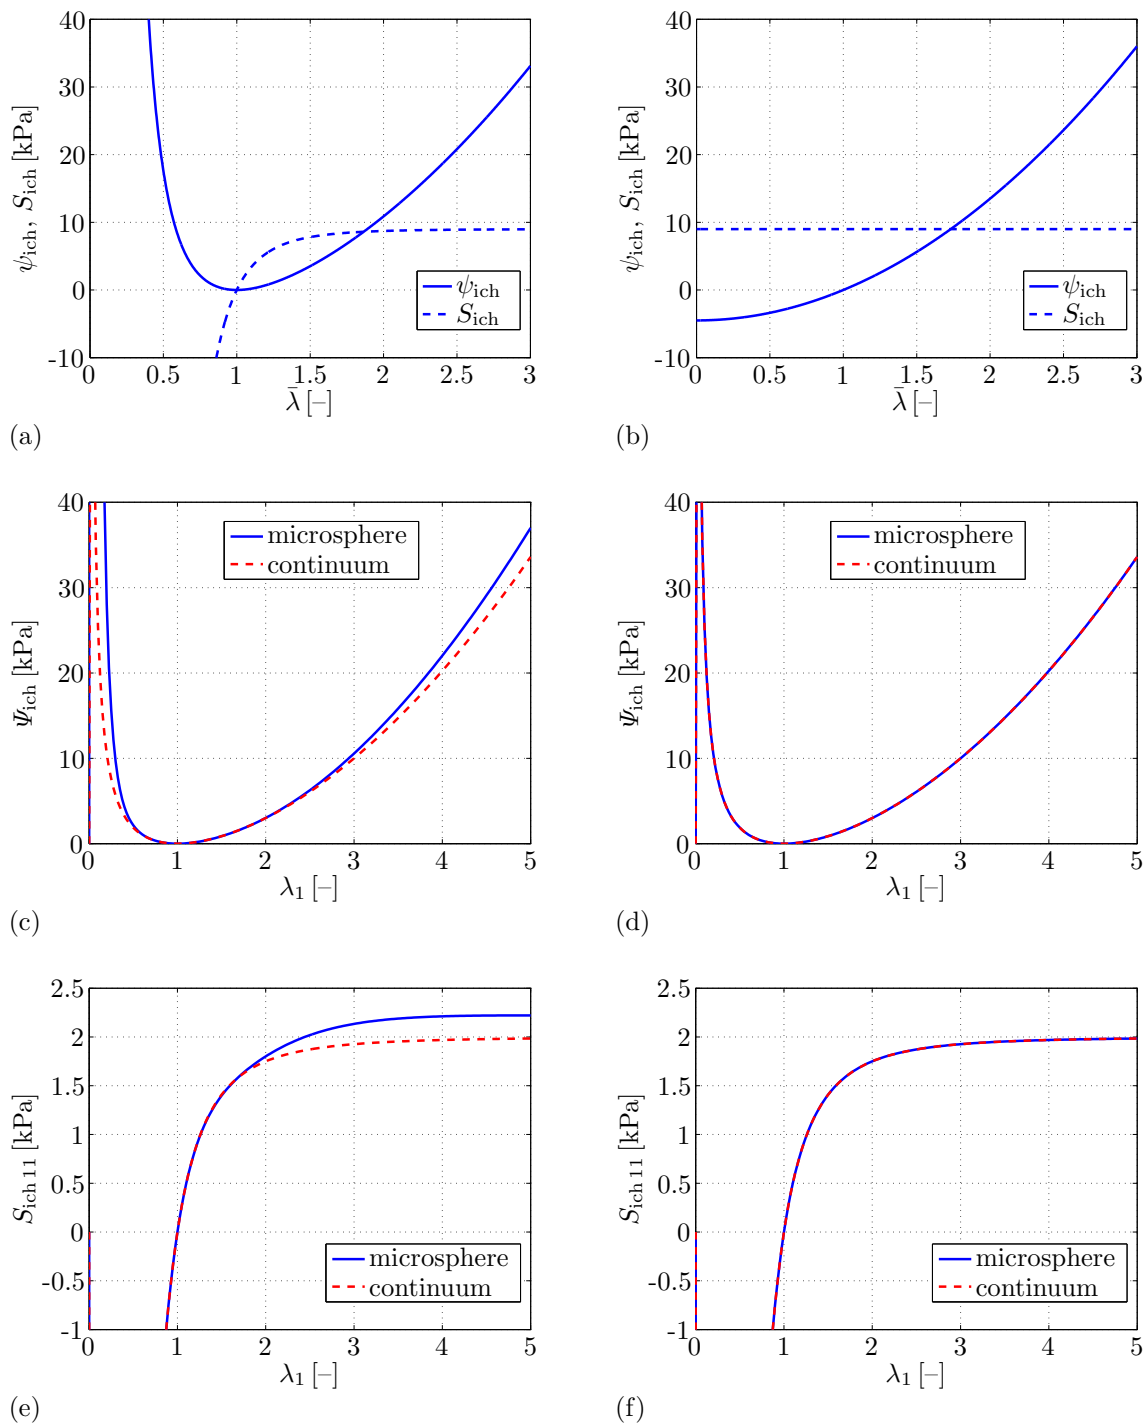 40
30
20
10
0
-10
0 0.5 1 1.5 2 2.5 3
ψich, Sich [kPa]
λ̄ [–]
ψich
Sich
(a)
40
30
20
10
0
-10
0 0.5 1 1.5 2 2.5 3
ψich, Sich [kPa]
λ̄ [–]
ψich
Sich
(b)
40
30
20
10
0
0 1 2 3 4 5
Ψich [kPa]
λ1 [–]
microsphere
continuum
(c)
40
30
20
10
0
0 1 2 3 4 5
Ψich [kPa]
λ1 [–]
microsphere
continuum
(d)
2.5
2
1.5
1
0.5
0
-0.5
-1
0 1 2 3 4 5
Sich 11 [kPa]
λ1 [–]
microsphere
continuum
(e)
2.5
2
1.5
1
0.5
0
-0.5
-1
0 1 2 3 4 5
Sich 11 [kPa]
λ1 [–]
microsphere
continuum
(f)